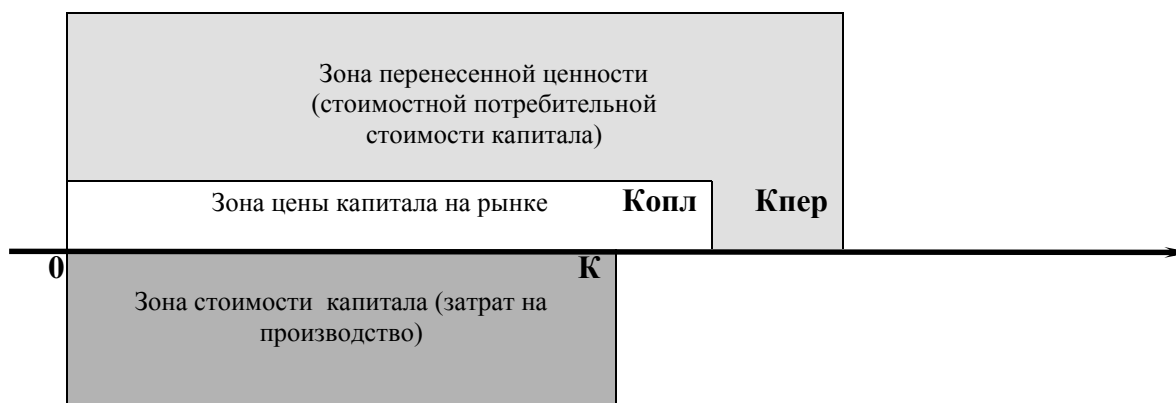 Зона перенесенной ценности
(стоимостной потребительной
стоимости капитала)
Зона цены капитала на рынке
Копл
Кпер
0
К
Зона стоимости капитала (затрат на
производство)